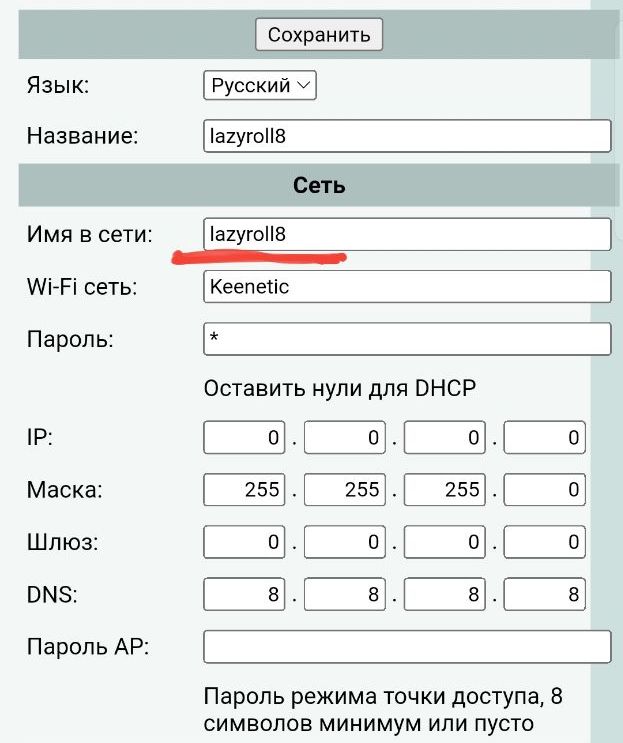 Сохранить
Язык: Русский
Название: lazyroll8
Сеть
Имя в сети: lazyroll8
Wi-Fi сеть: Keenetic
Пароль: *
Оставить нули для DHCP
IP: 0 . 0 . 0 . 0
Маска: 255 . 255 . 255 . 0
Шлюз: 0 . 0 . 0 . 0
DNS: 8 . 8 . 8 . 8
Пароль AP:
Пароль режима точки доступа, 8
символов минимум или пусто